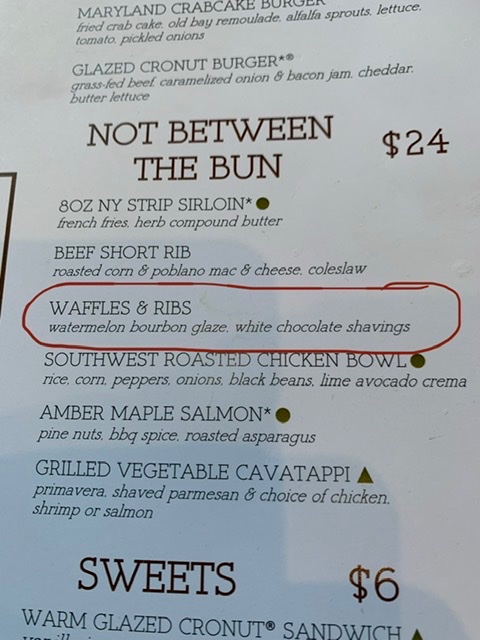 MARYLAND CRABCAKE BURGER
fried crab cake, old bay remoulade, alfalfa sprouts, lettuce,
tomato, pickled onions
GLAZED CRONUT BURGER*®
grass-fed beef, caramelized onion & bacon jam, cheddar,
butter lettuce
NOT BETWEEN
THE BUN $24
8OZ NY STRIP SIRLOIN*
french fries, herb compound butter
BEEF SHORT RIB
roasted corn & poblano mac & cheese, coleslaw
WAFFLES & RIBS
watermelon bourbon glaze, white chocolate shavings
SOUTHWEST ROASTED CHICKEN BOWL
rice, corn, peppers, onions, black beans, lime avocado crema
AMBER MAPLE SALMON*
pine nuts, bbq spice, roasted asparagus
GRILLED VEGETABLE CAVATAPPI
primavera, shaved parmesan & choice of chicken,
shrimp or salmon
SWEETS $6
WARM GLAZED CRONUT® SANDWICH